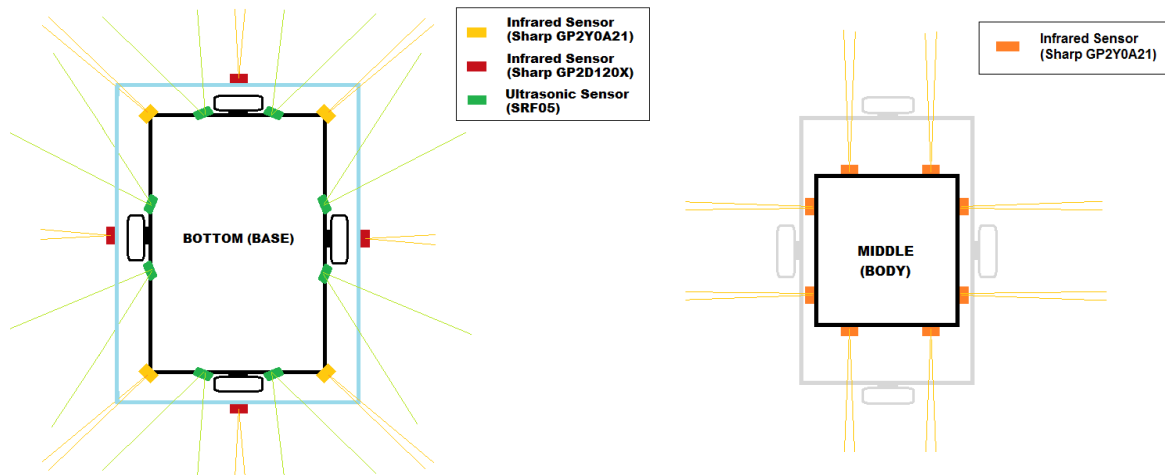 Infrared Sensor
(Sharp GP2Y0A21)
Infrared Sensor
(Sharp GP2D120X)
Ultrasonic Sensor
(SRF05)
BOTTOM (BASE)
Infrared Sensor
(Sharp GP2Y0A21)
MIDDLE
(BODY)